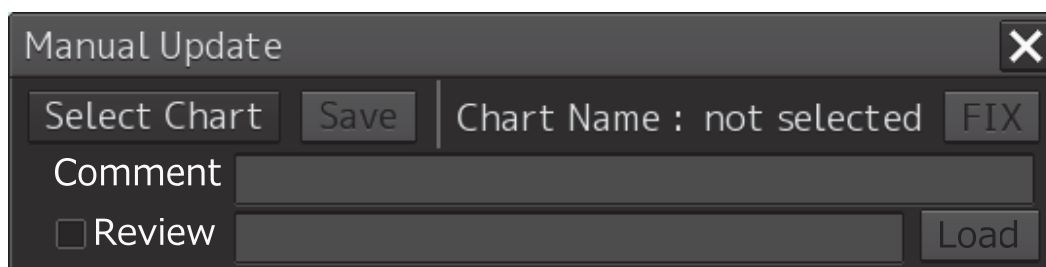 Manual Update
Select Chart Save Chart Name : not selected FIX
Comment
Review Load